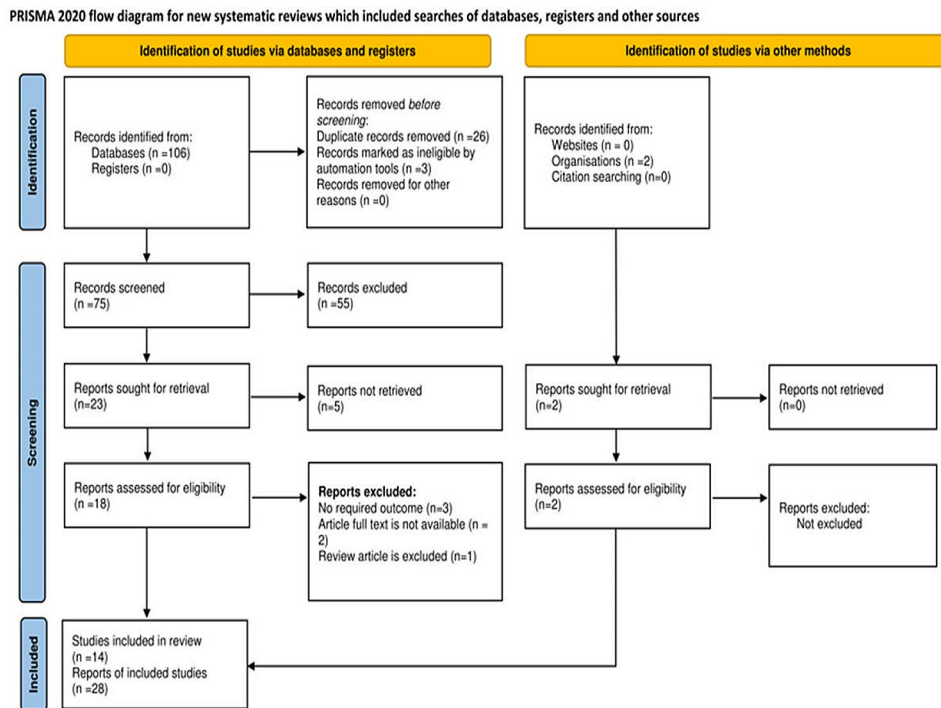 PRISMA 2020 flow diagram for new systematic reviews which included searches of databases, registers and other sources
Identification of studies via databases and registers
Identification of studies via other methods
Identification
Records identified from:
Databases (n =106)
Registers (n =0)
Records removed before
screening:
Duplicate records removed (n =26)
Records marked as ineligible by
automation tools (n =3)
Records removed for other
reasons (n =0)
Records identified from:
Websites (n = 0)
Organisations (n =2)
Citation searching (n=0)
Screening
Records screened
(n =75)
Records excluded
(n =55)
Reports sought for retrieval
(n=23)
Reports not retrieved
(n=5)
Reports sought for retrieval
(n=2)
Reports not retrieved
(n=0)
Reports assessed for eligibility
(n =18)
Reports excluded:
No required outcome (n=3)
Article full text is not available (n =
2)
Review article is excluded (n=1)
Reports assessed for eligibility
(n=2)
Reports excluded:
Not excluded
Included
Studies included in review
(n =14)
Reports of included studies
(n =28)